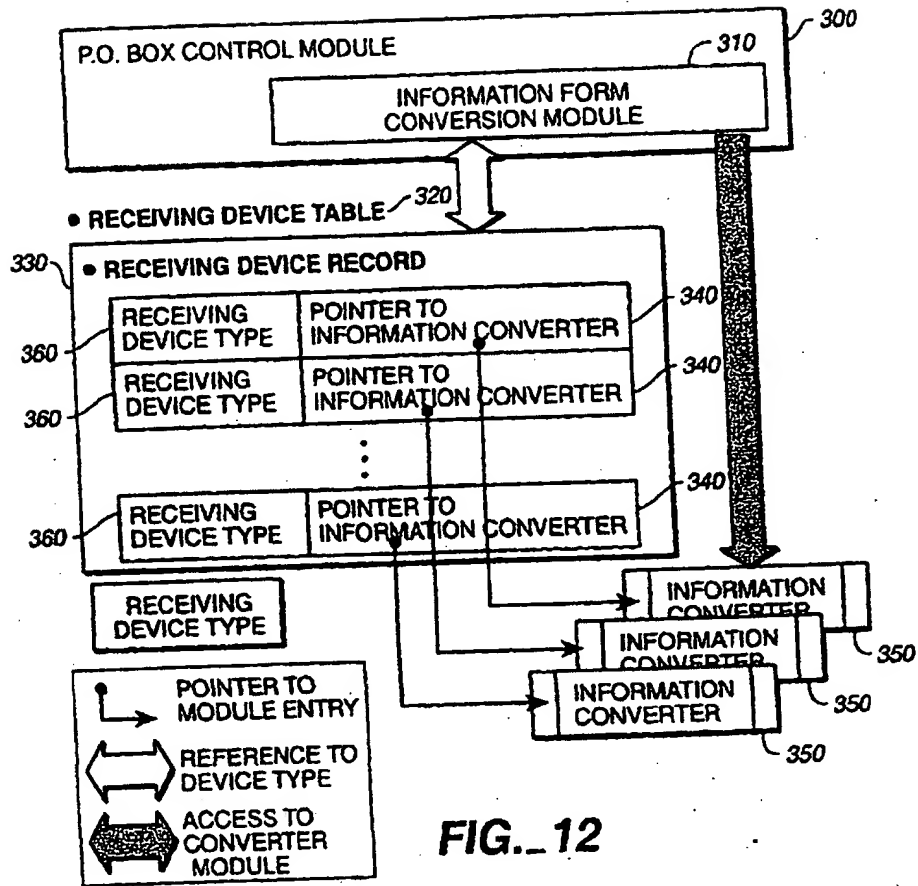 P.O. BOX CONTROL MODULE
300
310
INFORMATION FORM
CONVERSION MODULE
• RECEIVING DEVICE TABLE
320
330
• RECEIVING DEVICE RECORD
360
RECEIVING
DEVICE TYPE
POINTER TO
INFORMATION CONVERTER
340
360
RECEIVING
DEVICE TYPE
POINTER TO
INFORMATION CONVERTER
340
360
RECEIVING
DEVICE TYPE
POINTER TO
INFORMATION CONVERTER
340
RECEIVING
DEVICE TYPE
INFORMATION
CONVERTER
350
INFORMATION
CONVERTER
350
INFORMATION
CONVERTER
350
POINTER TO
MODULE ENTRY
REFERENCE TO
DEVICE TYPE
ACCESS TO
CONVERTER
MODULE
FIG._12